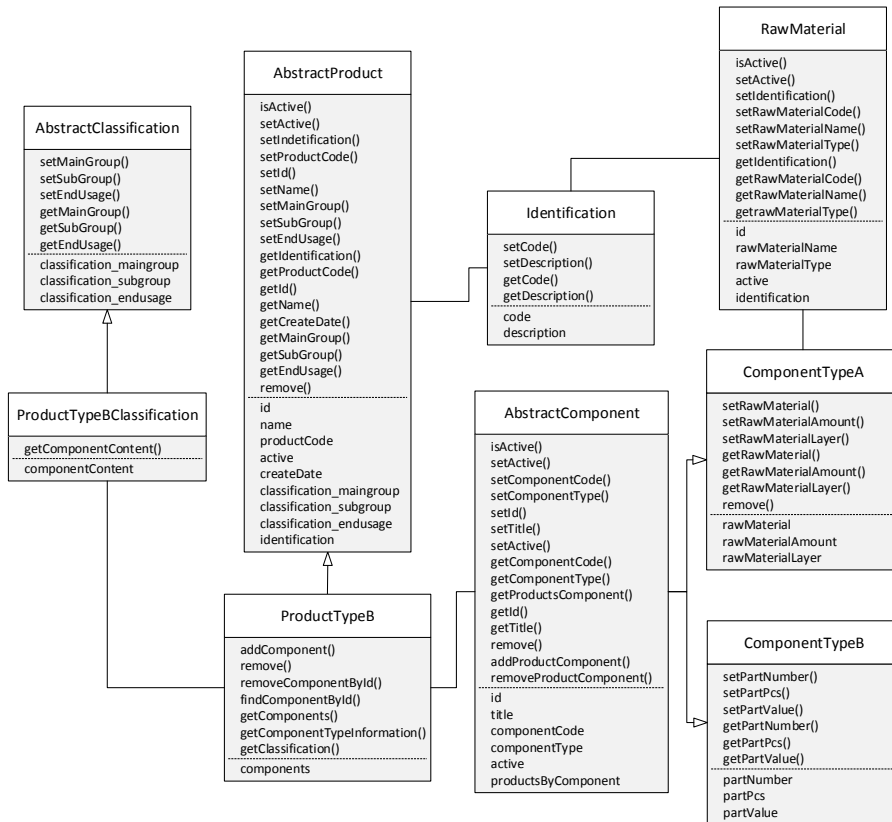 RawMaterial
isActive()
setActive()
setIdentification()
setRawMaterialCode()
setRawMaterialName()
setRawMaterialType()
getIdentification()
getRawMaterialCode()
getRawMaterialName()
getrawMaterialType()
id
rawMaterialName
rawMaterialType
active
identification
AbstractProduct
isActive()
setActive()
setIndetification()
setProductCode()
setId()
setName()
setMainGroup()
setSubGroup()
setEndUsage()
getIdentification()
getProductCode()
getId()
getName()
getCreateDate()
getMainGroup()
getSubGroup()
getEndUsage()
remove()
id
name
productCode
active
createDate
classification_maingroup
classification_subgroup
classification_endusage
identification
AbstractClassification
setMainGroup()
setSubGroup()
setEndUsage()
getMainGroup()
getSubGroup()
getEndUsage()
classification_maingroup
classification_subgroup
classification_endusage
Identification
setCode()
setDescription()
getCode()
getDescription()
code
description
ProductTypeBClassification
getComponentContent()
componentContent
AbstractComponent
isActive()
setActive()
setComponentCode()
setComponentType()
setId()
setTitle()
setActive()
getComponentCode()
getComponentType()
getProductsComponent()
getId()
getTitle()
remove()
addProductComponent()
removeProductComponent()
id
title
componentCode
componentType
active
productsByComponent
ComponentTypeA
setRawMaterial()
setRawMaterialAmount()
setRawMaterialLayer()
getRawMaterial()
getRawMaterialAmount()
getRawMaterialLayer()
remove()
rawMaterial
rawMaterialAmount
rawMaterialLayer
ProductTypeB
addComponent()
remove()
removeComponentById()
findComponentById()
getComponents()
getComponentTypeInformation()
getClassification()
components
ComponentTypeB
setPartNumber()
setPartPcs()
setPartValue()
getPartNumber()
getPartPcs()
getPartValue()
partNumber
partPcs
partValue